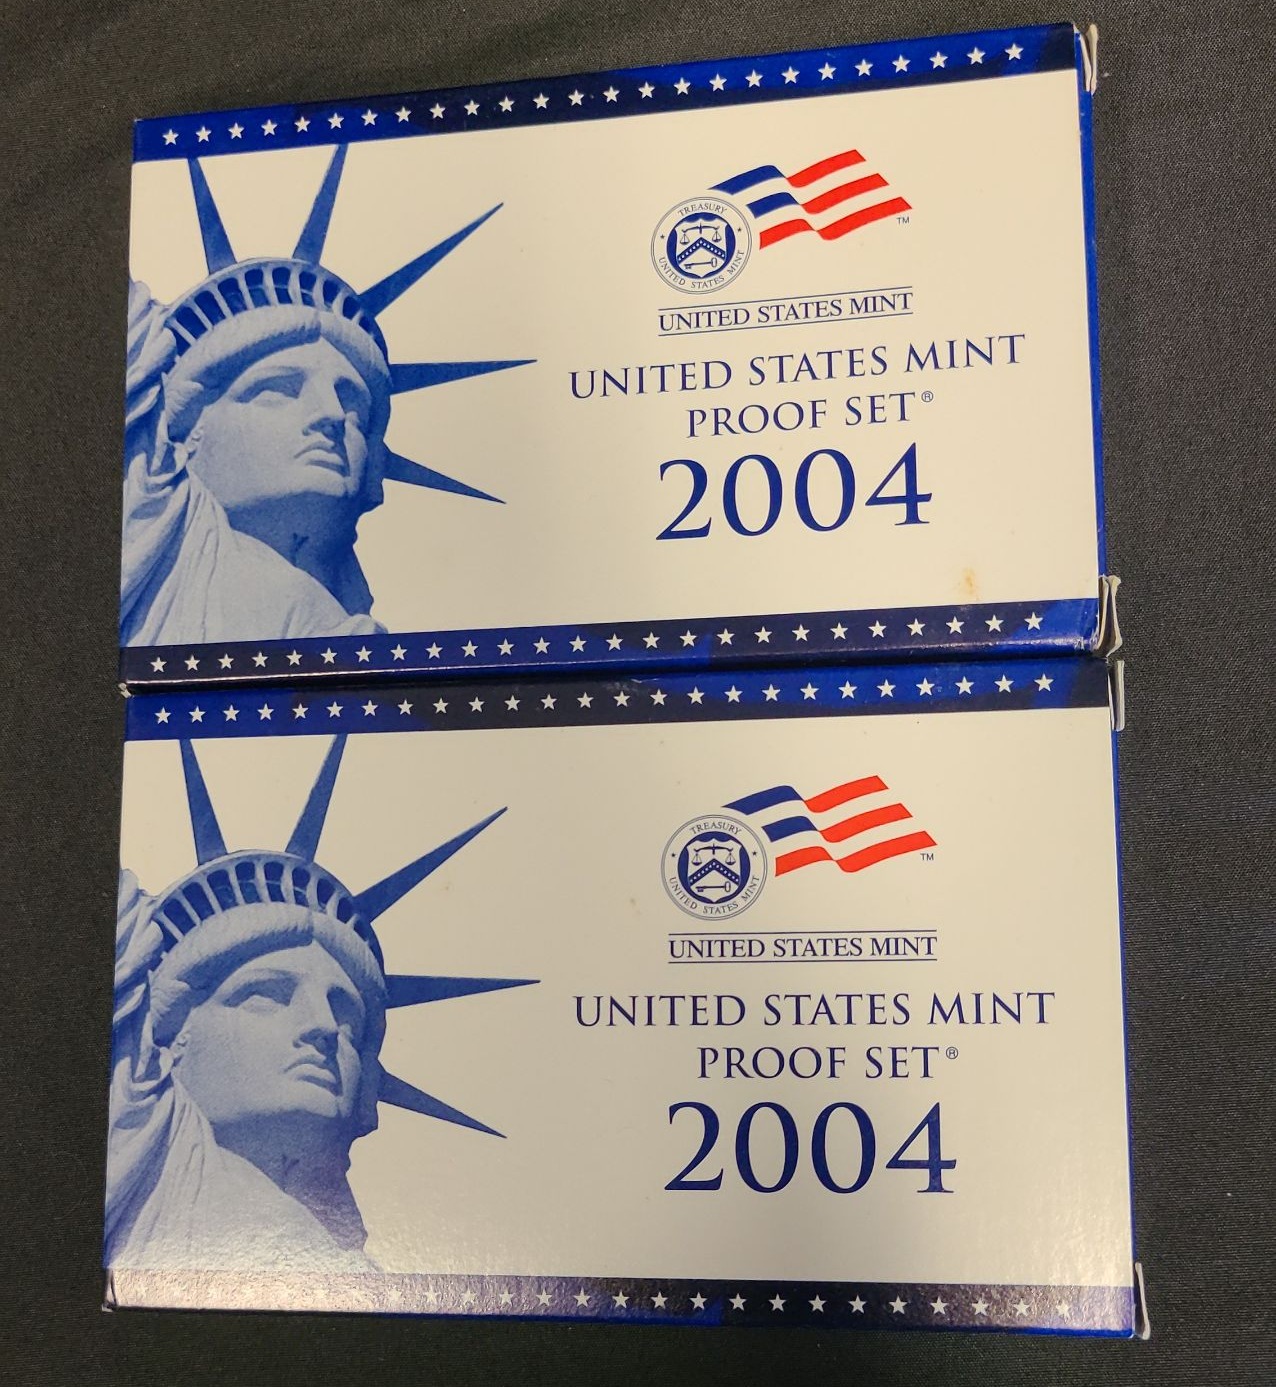 TREASURY
UNITED STATES MINT
TM
UNITED STATES MINT
UNITED STATES MINT
PROOF SET®
2004
TREASURY
UNITED STATES MINT
TM
UNITED STATES MINT
UNITED STATES MINT
PROOF SET®
2004